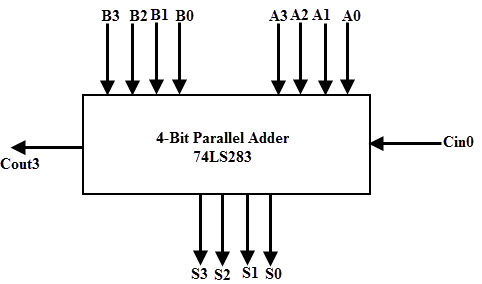 B3 B2 B1 B0 A3 A2 A1 A0
4-Bit Parallel Adder
74LS283
Cin0
Cout3
S3 S2 S1 S0